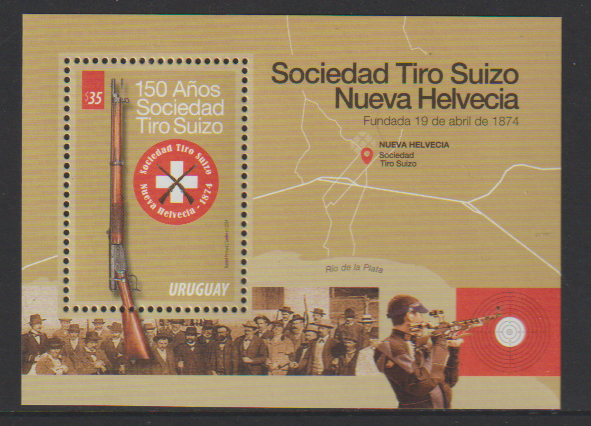 $35
150 Años
Sociedad
Tiro Suizo
Sociedad Tiro Suizo
Nueva Helvecia - 1874
URUGUAY
Sociedad Tiro Suizo
Nueva Helvecia
Fundada 19 de abril de 1874
NUEVA HELVECIA
Sociedad
Tiro Suizo
Río de la Plata